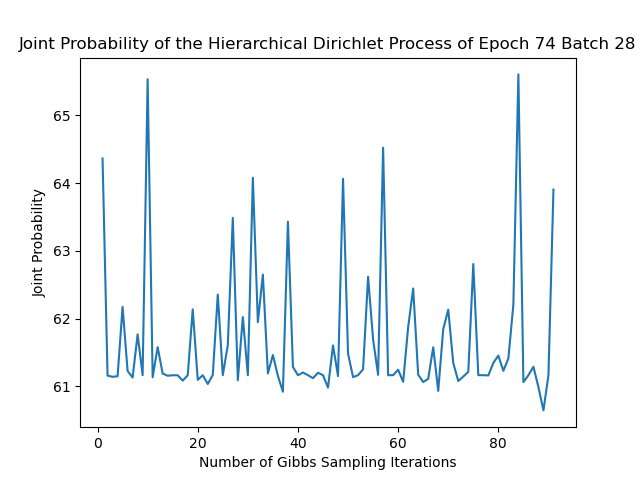 Joint Probability of the Hierarchical Dirichlet Process of Epoch 74 Batch 28
Joint Probability
65
64
63
62
61
0 20 40 60 80
Number of Gibbs Sampling Iterations